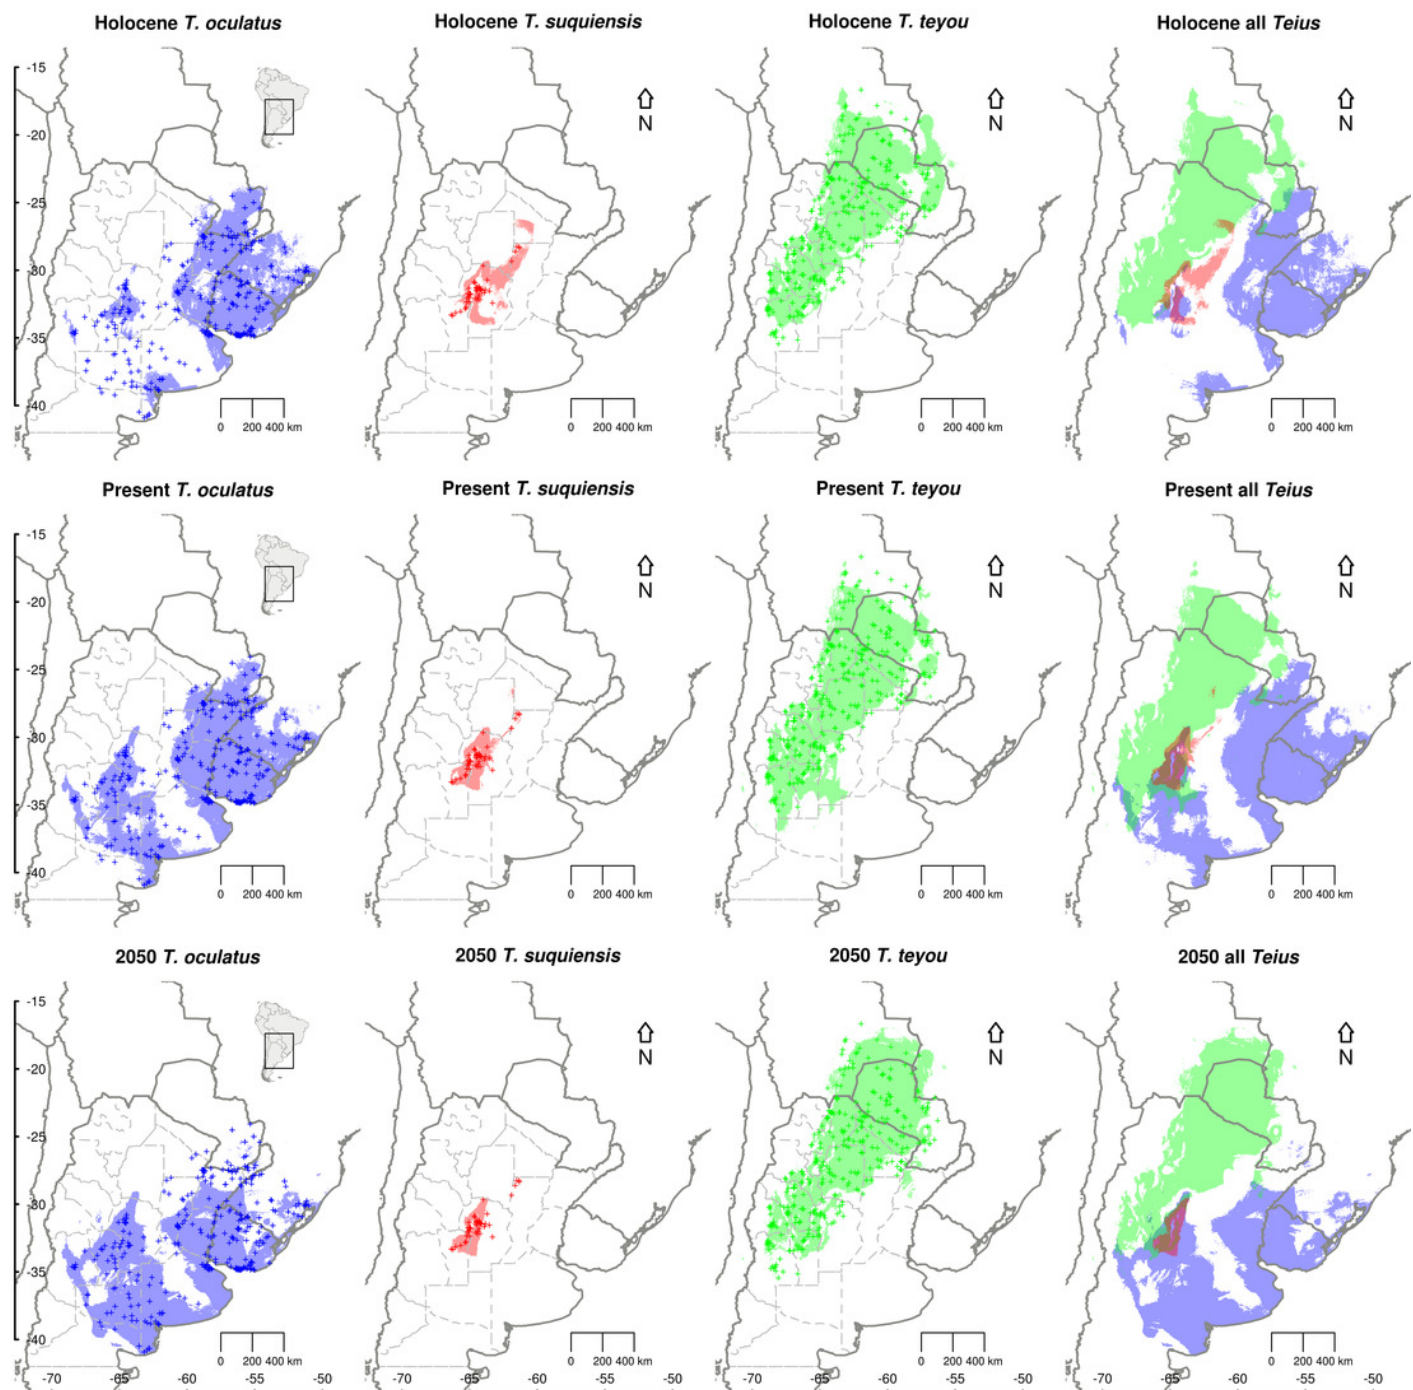 Holocene T. oculatus Holocene T. suquiensis Holocene T. teyou Holocene all Teius
-15
N N N
-20
-25
-30
-35
-40
0 200 400 km 0 200 400 km 0 200 400 km 0 200 400 km
Present T. oculatus Present T. suquiensis Present T. teyou Present all Teius
-15
N N N
-20
-25
-30
-35
-40
0 200 400 km 0 200 400 km 0 200 400 km 0 200 400 km
2050 T. oculatus 2050 T. suquiensis 2050 T. teyou 2050 all Teius
-15
N N N
-20
-25
-30
-35
-40
0 200 400 km 0 200 400 km 0 200 400 km 0 200 400 km
-70 -65 -60 -55 -50 -70 -65 -60 -55 -50 -70 -65 -60 -55 -50 -70 -65 -60 -55 -50